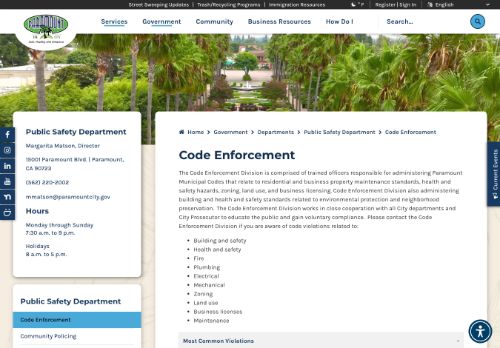 Street Sweeping Updates | Trash/Recycling Programs | Immigration Resources
° F | Register | Sign In | English
PARAMOUNT
Services Government Community Business Resources How Do I Search...
Public Safety Department
Margarita Matson, Director
15001 Paramount Blvd. | Paramount,
CA 90723
(562) 220-2002
mmatson@paramountcity.gov
Hours
Monday through Sunday
7:30 a.m. to 9 p.m.
Holidays
8 a.m. to 5 p.m.
Public Safety Department
Code Enforcement
Community Policing
Home > Government > Departments > Public Safety Department > Code Enforcement
Code Enforcement
The Code Enforcement Division is comprised of trained officers responsible for administering Paramount
Municipal Codes that relate to residential and business property maintenance standards, health and
safety hazards, zoning, land use, and business licensing. Code Enforcement Division also administering
building and health and safety standards related to environmental protection and neighborhood
preservation. The Code Enforcement Division works in close cooperation with all City departments and
City Prosecutor to educate the public and gain voluntary compliance. Please contact the Code
Enforcement Division if you are aware of code violations related to:
• Building and safety
• Health and safety
• Fire
• Plumbing
• Electrical
• Mechanical
• Zoning
• Land use
• Business licenses
• Maintenance
Most Common Violations
Current Events